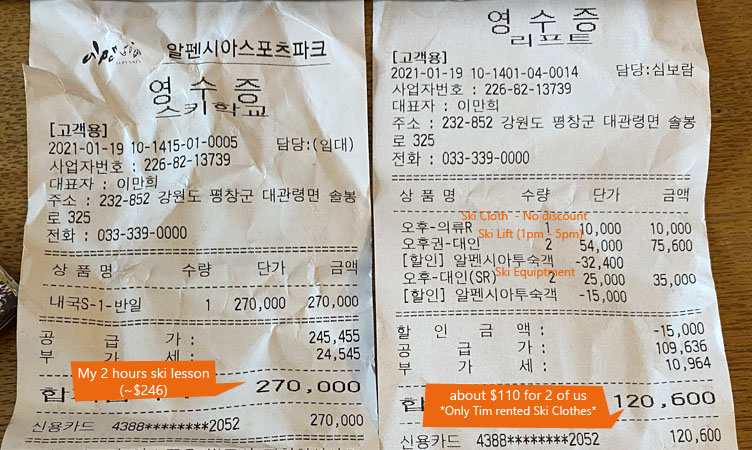 알펜시아스포츠파크
영 수 증
스키학교
[고객용]
2021-01-19 10-1415-01-0005 담당:(임대)
사업자번호 : 226-82-13739
대표자 : 이만희
주소 : 232-852 강원도 평창군 대관령면 솔봉
로 325
전화 : 033-339-0000
상 품 명 수량 단가 금액
내국S-1-반일 1 270,000 270,000
공 급 가 : 245,455
부 가 세 : 24,545
My 2 hours ski lesson
(~$246)
합 270,000
신용카드 4388********2052 270,000
영 수 증
리프트
[고객용]
2021-01-19 10-1401-04-0014 담당:심보람
사업자번호 : 226-82-13739
대표자 : 이만희
주소 : 232-852 강원도 평창군 대관령면 솔봉
로 325
전화 : 033-339-0000
상 품 명 수량 단가 금액
Ski Cloth - No discount
오후-의류R 1 10,000 10,000
Ski Lift (1pm - 5pm)
오후권-대인 2 54,000 75,600
[할인] 알펜시아투숙객 -32,400
Ski Equiptment
오후-대인(SR) 2 25,000 35,000
[할인] 알펜시아투숙객 -15,000
할 인 금 액 : -15,000
공 급 가 : 109,636
부 가 세 : 10,964
about $110 for 2 of us
*Only Tim rented Ski Clothes*
합 120,600
신용카드 4388********2052 120,600